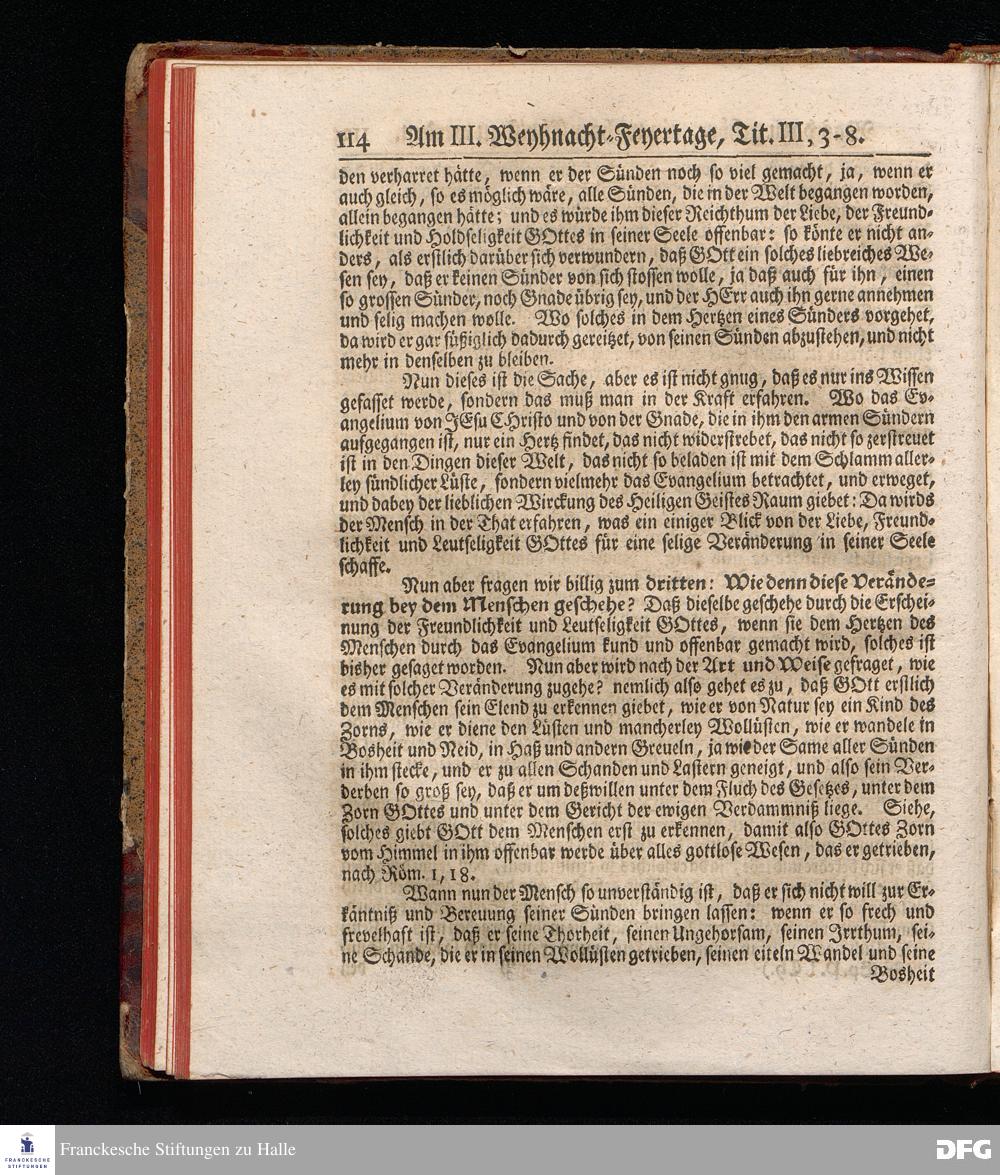 114 Am III. Weyhnacht-Feyertage, Tit. III, 3-8.
den verharret hätte, wenn er der Sünden noch so viel gemacht, ja, wenn er
auch gleich, so es möglich wäre, alle Sünden, die in der Welt begangen worden,
allein begangen hätte; und es würde ihm dieser Reichthum der Liebe, der Freund-
lichkeit und Holdseligkeit GOttes in seiner Seele offenbar: so könte er nicht an-
ders, als erstlich darüber sich verwundern, daß GOtt ein solches liebreiches We-
sen sey, daß er keinen Sünder von sich stossen wolle, ja daß auch für ihn, einen
so grossen Sünder, noch Gnade übrig sey, und der HErr auch ihn gerne annehmen
und selig machen wolle. Wo solches in dem Hertzen eines Sünders vorgehet,
da wird er gar süßiglich dadurch gereitzet, von seinen Sünden abzustehen, und nicht
mehr in denselben zu bleiben.
Nun dieses ist die Sache, aber es ist nicht gnug, daß es nur ins Wissen
gefasset werde, sondern das muß man in der Kraft erfahren. Wo das Ev-
angelium von JEsu CHristo und von der Gnade, die in ihm den armen Sündern
aufgegangen ist, nur ein Hertz findet, das nicht widerstrebet, das nicht so zerstreuet
ist in den Dingen dieser Welt, das nicht so beladen ist mit dem Schlamm aller-
ley sündlicher Lüste, sondern vielmehr das Evangelium betrachtet, und erweget,
und dabey der lieblichen Wirckung des Heiligen Geistes Raum giebet: Da wirds
der Mensch in der That erfahren, was ein einiger Blick von der Liebe, Freund-
lichkeit und Leutseligkeit GOttes für eine selige Veränderung in seiner Seele
schaffe.
Nun aber fragen wir billig zum dritten: Wie denn diese Verände-
rung bey dem Menschen geschehe? Daß dieselbe geschehe durch die Erschei-
nung der Freundlichkeit und Leutseligkeit GOttes, wenn sie dem Hertzen des
Menschen durch das Evangelium kund und offenbar gemacht wird, solches ist
bisher gesaget worden. Nun aber wird nach der Art und Weise gefraget, wie
es mit solcher Veränderung zugehe? nemlich also gehet es zu, daß GOtt erstlich
dem Menschen sein Elend zu erkennen giebet, wie er von Natur sey ein Kind des
Zorns, wie er diene den Lüsten und mancherley Wollüsten, wie er wandele in
Bosheit und Neid, in Haß und andern Greueln, ja wie der Same aller Sünden
in ihm stecke, und er zu allen Schanden und Lastern geneigt, und also sein Ver-
derben so groß sey, daß er um deßwillen unter dem Fluch des Gesetzes, unter dem
Zorn GOttes und unter dem Gericht der ewigen Verdammniß liege. Siehe,
solches giebt GOtt dem Menschen erst zu erkennen, damit also GOttes Zorn
vom Himmel in ihm offenbar werde über alles gottlose Wesen, das er getrieben,
nach Röm. 1, 18.
Wann nun der Mensch so unverständig ist, daß er sich nicht will zur Er-
käntniß und Bereuung seiner Sünden bringen lassen: wenn er so frech und
frevelhaft ist, daß er seine Thorheit, seinen Ungehorsam, seinen Irrthum, sei-
ne Schande, die er in seinen Wollüsten getrieben, seinen eiteln Wandel und seine
Bosheit
FRANCKESCHE
STIFTUNGEN
Franckesche Stiftungen zu Halle
DFG